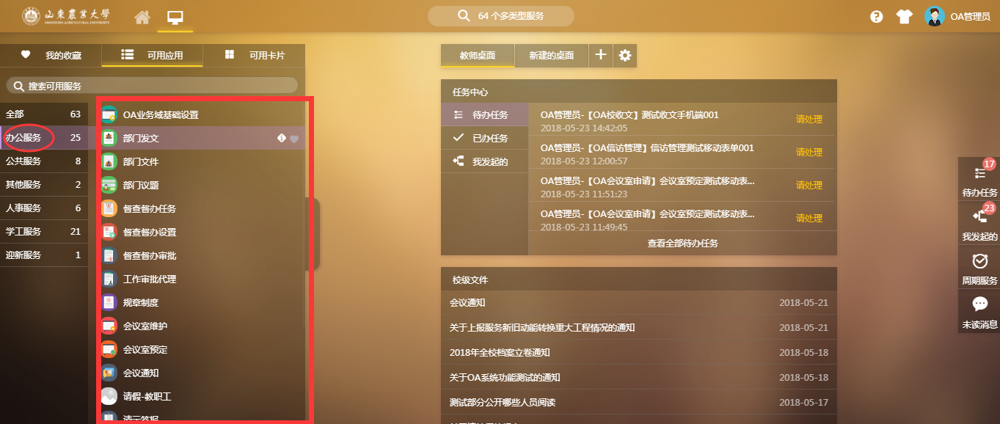 山東農業大學
SHANDONG AGRICULTURAL UNIVERSITY
64 个多类型服务
OA管理员
我的收藏
可用应用
可用卡片
搜索可用服务
全部 63
办公服务 25
公共服务 8
其他服务 2
人事服务 6
学工服务 21
迎新服务 1
OA业务域基础设置
部门发文
部门文件
部门议题
督查督办任务
督查督办设置
督查督办审批
工作审批代理
规章制度
会议室维护
会议室预定
会议通知
请假-教职工
请示答报
教师桌面
新建的桌面
任务中心
待办任务
已办任务
我发起的
OA管理员-【OA校收文】测试收文手机端001
2018-05-23 14:42:05
请处理
OA管理员-【OA信访管理】信访管理测试移动表单001
2018-05-23 12:00:57
请处理
OA管理员-【OA会议室申请】会议室预定测试移动表...
2018-05-23 11:51:23
请处理
OA管理员-【OA会议室申请】会议室预定测试移动表...
2018-05-23 11:49:45
请处理
查看全部待办任务
校级文件
会议通知 2018-05-21
关于上报服务新旧动能转换重大工程情况的通知 2018-05-21
2018年全校档案立卷通知 2018-05-18
关于OA系统功能测试的通知 2018-05-18
测试部分公开哪些人员阅读 2018-05-17
17
待办任务
23
我发起的
周期服务
未读消息